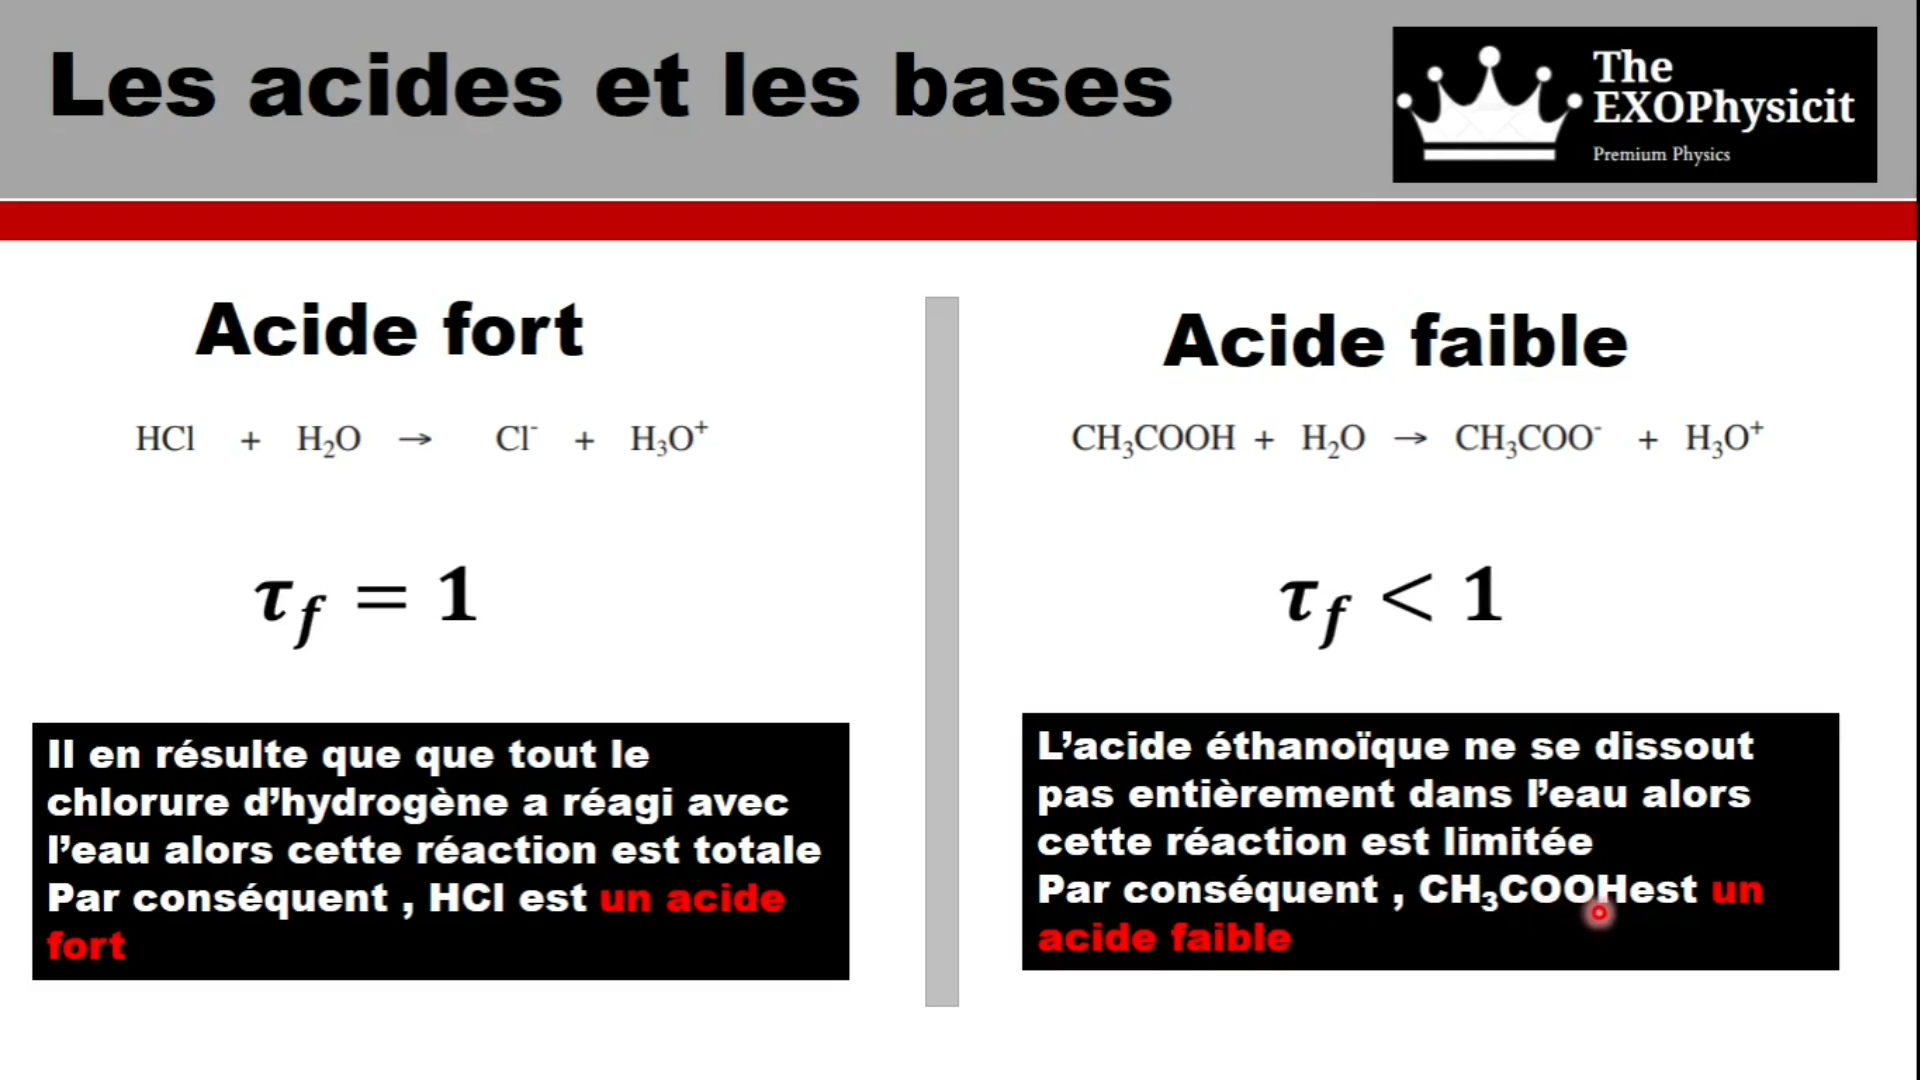 Les acides et les bases
The
EXOPhysicit
Premium Physics
Acide fort
HCl + H₂O → Cl⁻ + H₃O⁺
τ_f = 1
Il en résulte que que tout le
chlorure d’hydrogène a réagi avec
l’eau alors cette réaction est totale
Par conséquent , HCl est un acide
fort
Acide faible
CH₃COOH + H₂O → CH₃COO⁻ + H₃O⁺
τ_f < 1
L’acide éthanoïque ne se dissout
pas entièrement dans l’eau alors
cette réaction est limitée
Par conséquent , CH₃COOHest un
acide faible